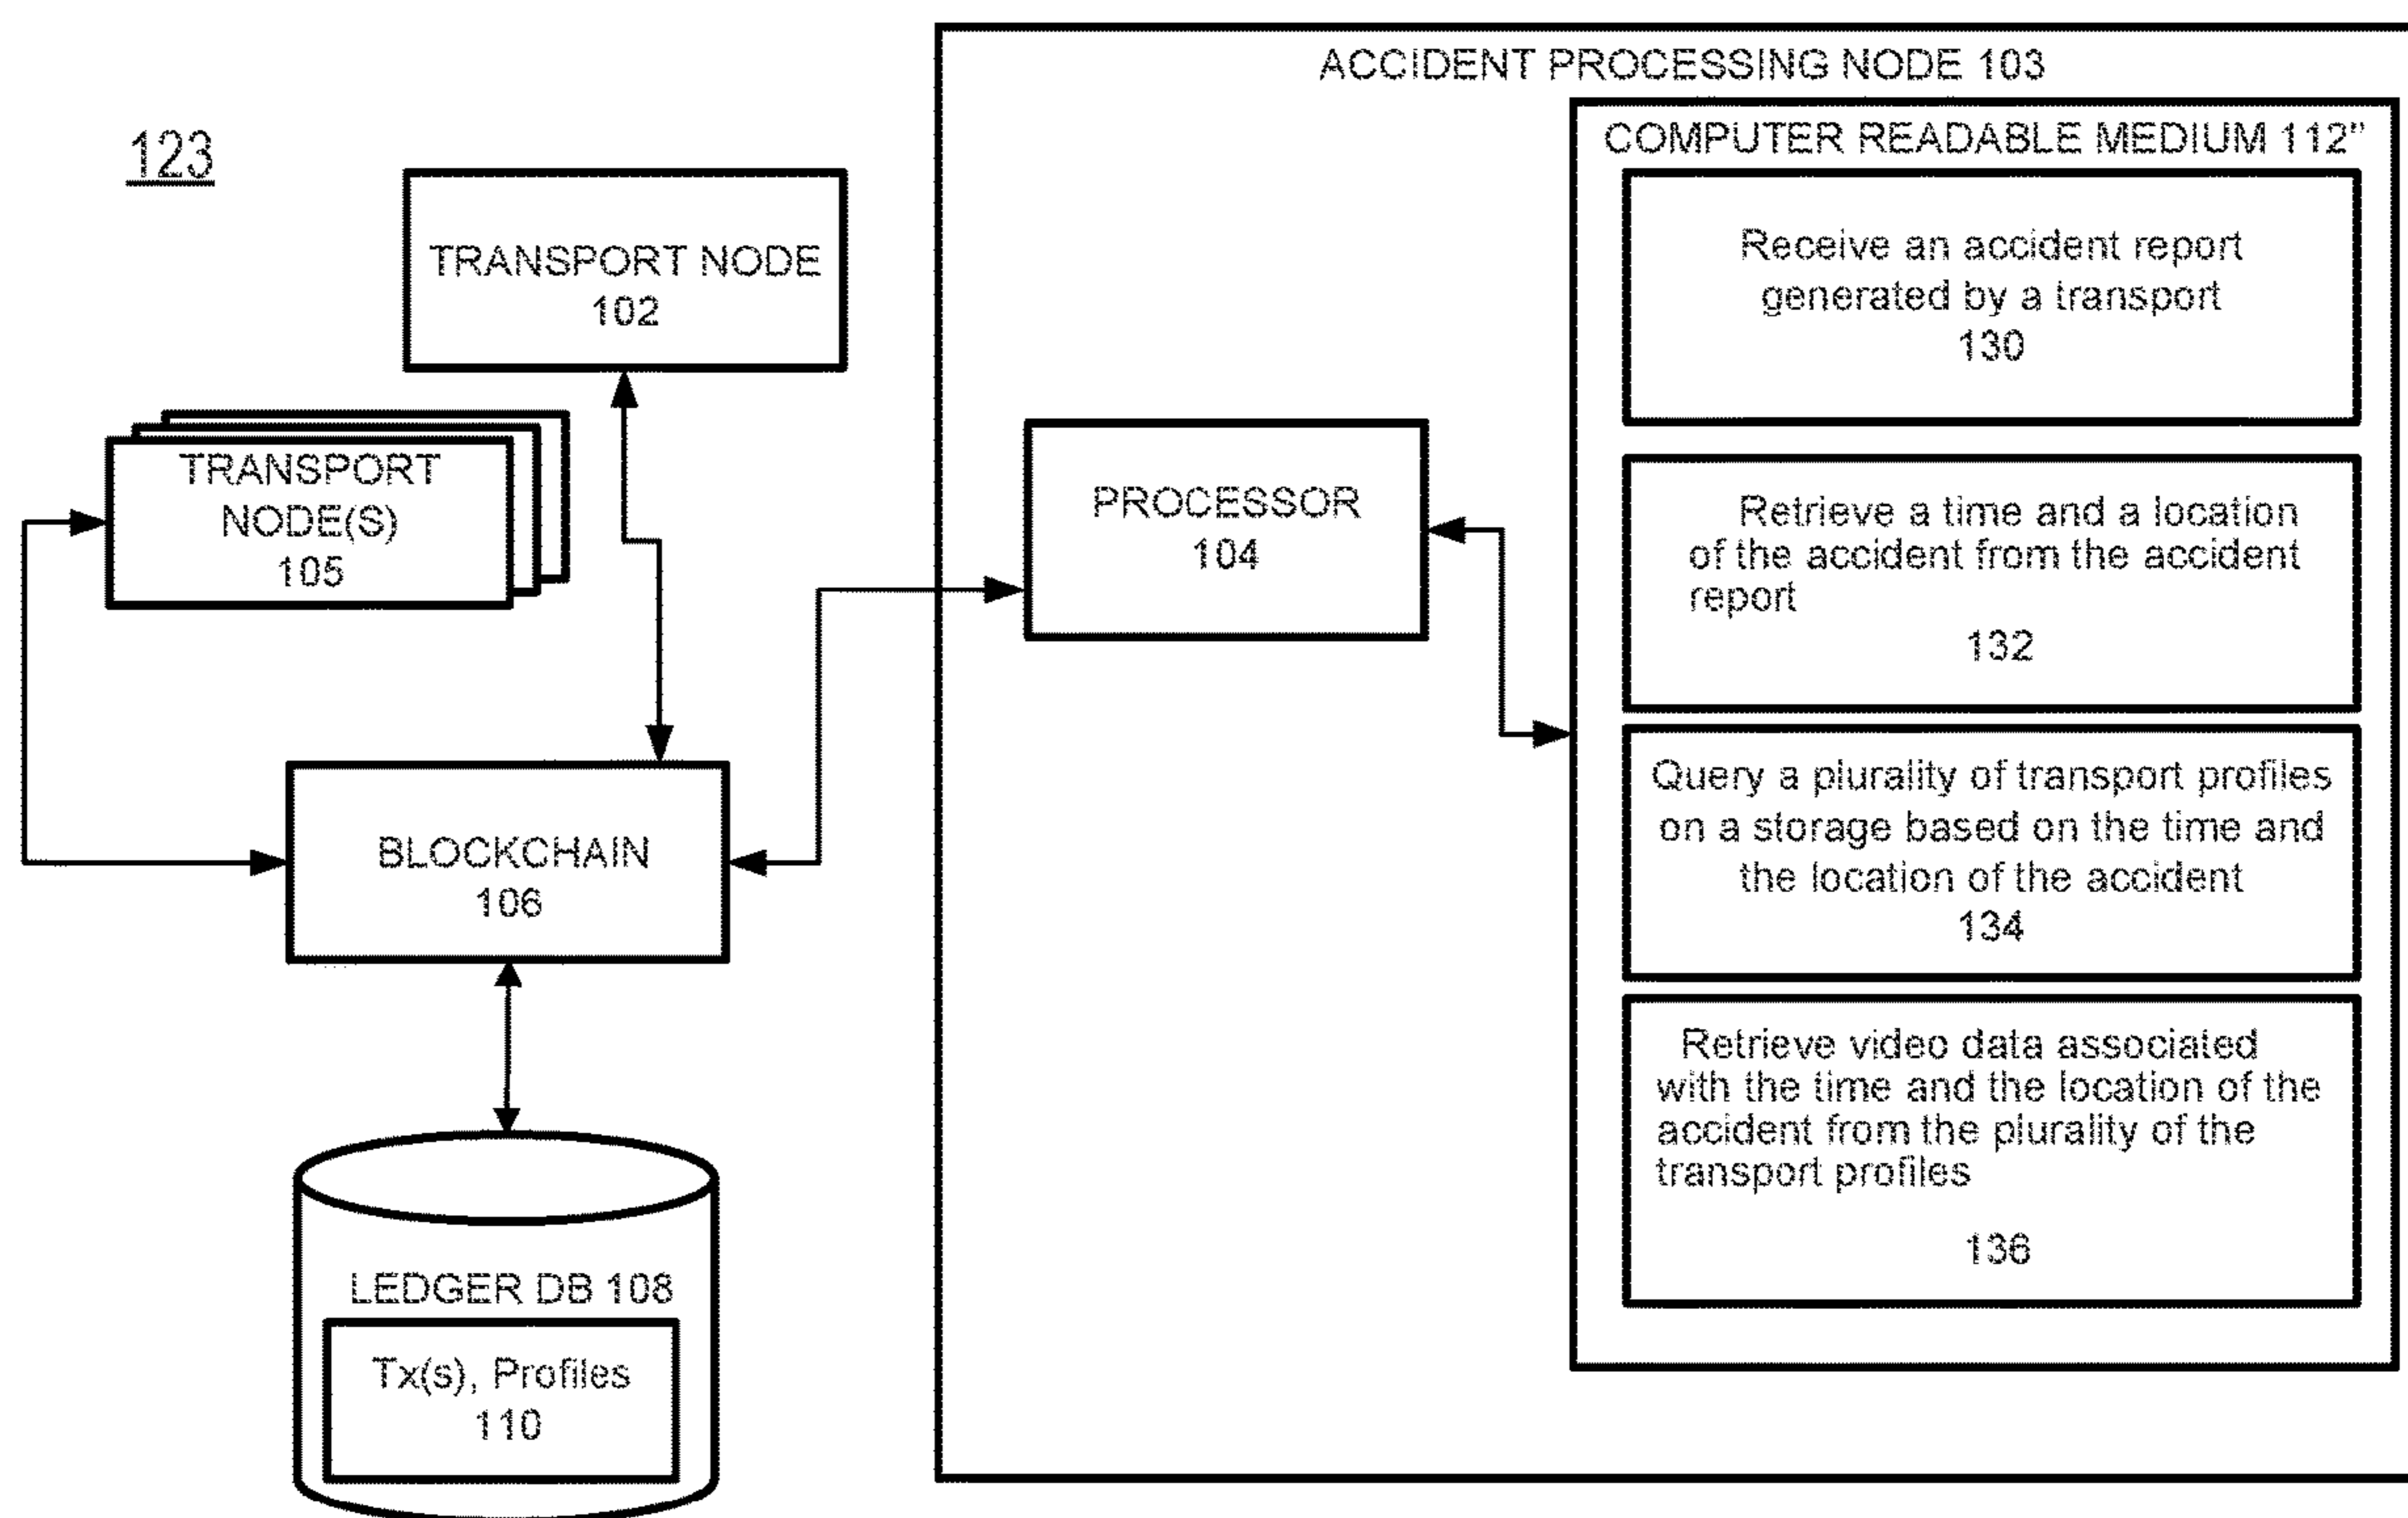 123
TRANSPORT NODE
102
TRANSPORT
NODE(S)
105
BLOCKCHAIN
106
LEDGER DB 108
Tx(s), Profiles
110
ACCIDENT PROCESSING NODE 103
PROCESSOR
104
COMPUTER READABLE MEDIUM 112"
Receive an accident report
generated by a transport
130
Retrieve a time and a location
of the accident from the accident
report
132
Query a plurality of transport profiles
on a storage based on the time and
the location of the accident
134
Retrieve video data associated
with the time and the location of the
accident from the plurality of the
transport profiles
136